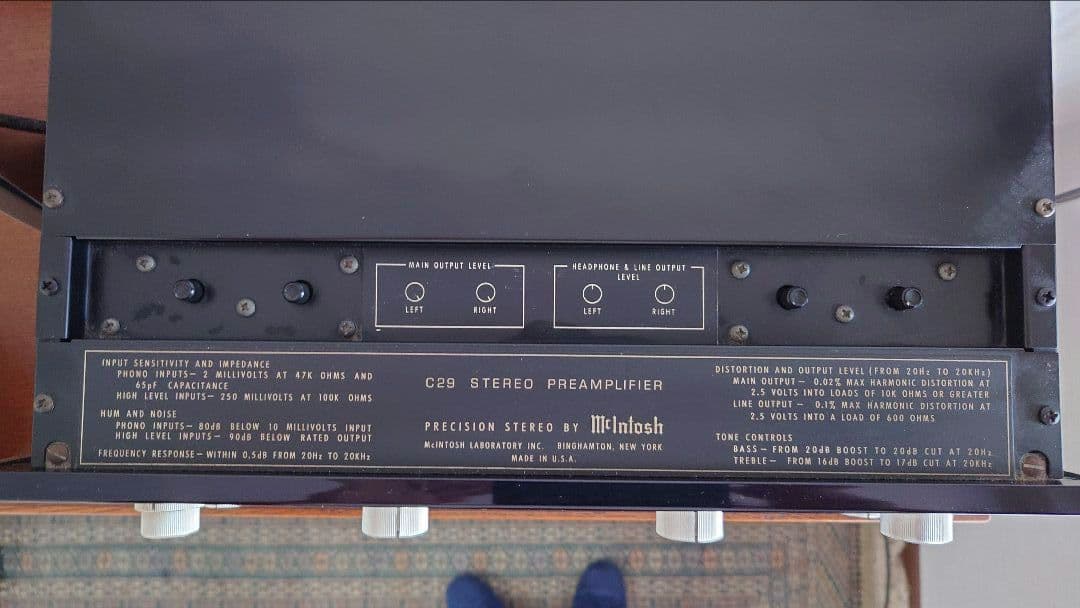 MAIN OUTPUT LEVEL
LEFT RIGHT
HEADPHONE & LINE OUTPUT
LEVEL
LEFT RIGHT
INPUT SENSITIVITY AND IMPEDANCE
PHONO INPUTS— 2 MILLIVOLTS AT 47K OHMS AND
65pF CAPACITANCE
HIGH LEVEL INPUTS— 250 MILLIVOLTS AT 100K OHMS
HUM AND NOISE
PHONO INPUTS— 80dB BELOW 10 MILLIVOLTS INPUT
HIGH LEVEL INPUTS— 90dB BELOW RATED OUTPUT
FREQUENCY RESPONSE—WITHIN 0.5dB FROM 20Hz TO 20KHz
C29 STEREO PREAMPLIFIER
PRECISION STEREO BY McIntosh
McINTOSH LABORATORY INC. BINGHAMTON, NEW YORK
MADE IN U.S.A.
DISTORTION AND OUTPUT LEVEL (FROM 20Hz TO 20KHz)
MAIN OUTPUT — 0.02% MAX HARMONIC DISTORTION AT
2.5 VOLTS INTO LOADS OF 10K OHMS OR GREATER
LINE OUTPUT — 0.1% MAX HARMONIC DISTORTION AT
2.5 VOLTS INTO A LOAD OF 600 OHMS
TONE CONTROLS
BASS— FROM 20dB BOOST TO 20dB CUT AT 20Hz
TREBLE— FROM 16dB BOOST TO 17dB CUT AT 20KHz